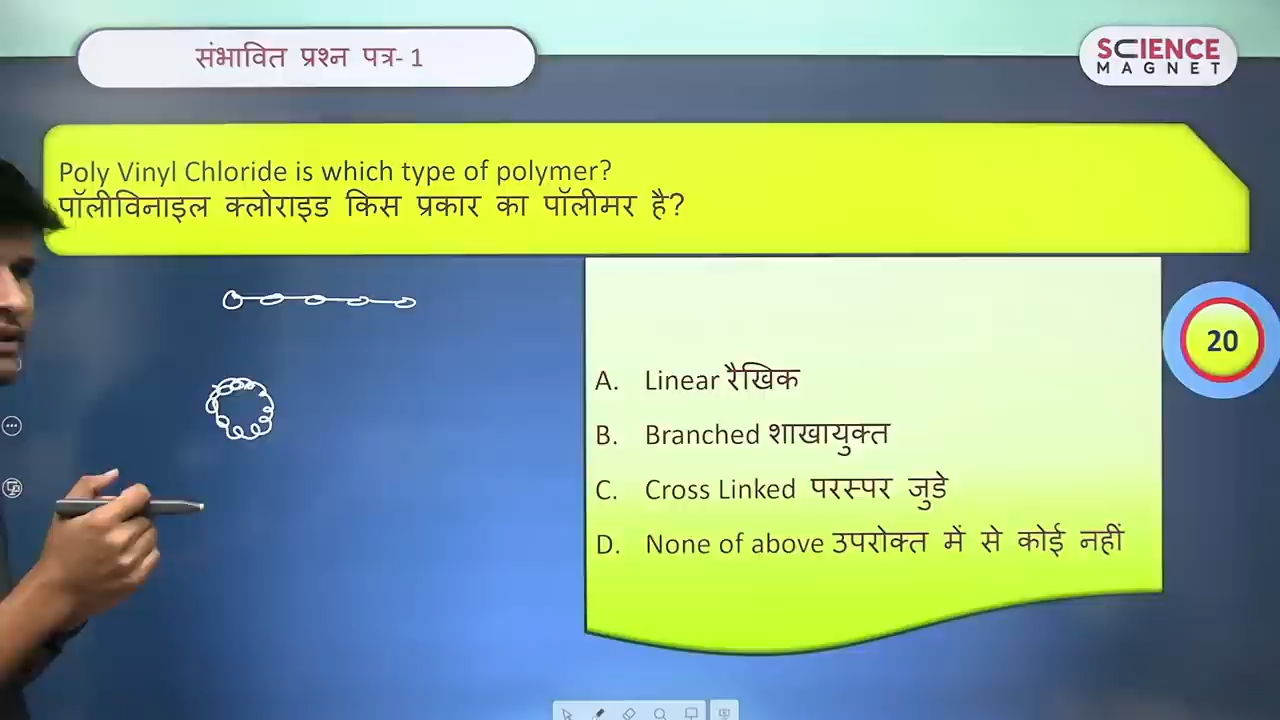 संभावित प्रश्न पत्र- 1
SCIENCE
MAGNET
Poly Vinyl Chloride is which type of polymer?
पॉलीविनाइल क्लोराइड किस प्रकार का पॉलीमर है?
20
A. Linear रैखिक
B. Branched शाखायुक्त
C. Cross Linked परस्पर जुडे
D. None of above उपरोक्त में से कोई नहीं